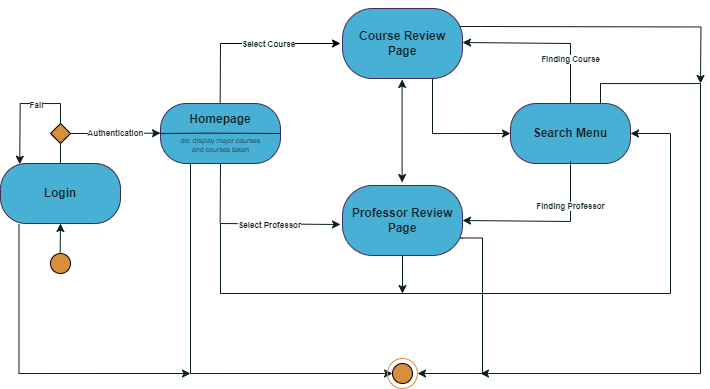 Course Review
Page
Select Course
Finding Course
Fail
Authentication
Homepage
do: display major courses
and courses taken
Search Menu
Login
Professor Review
Page
Select Professor
Finding Professor